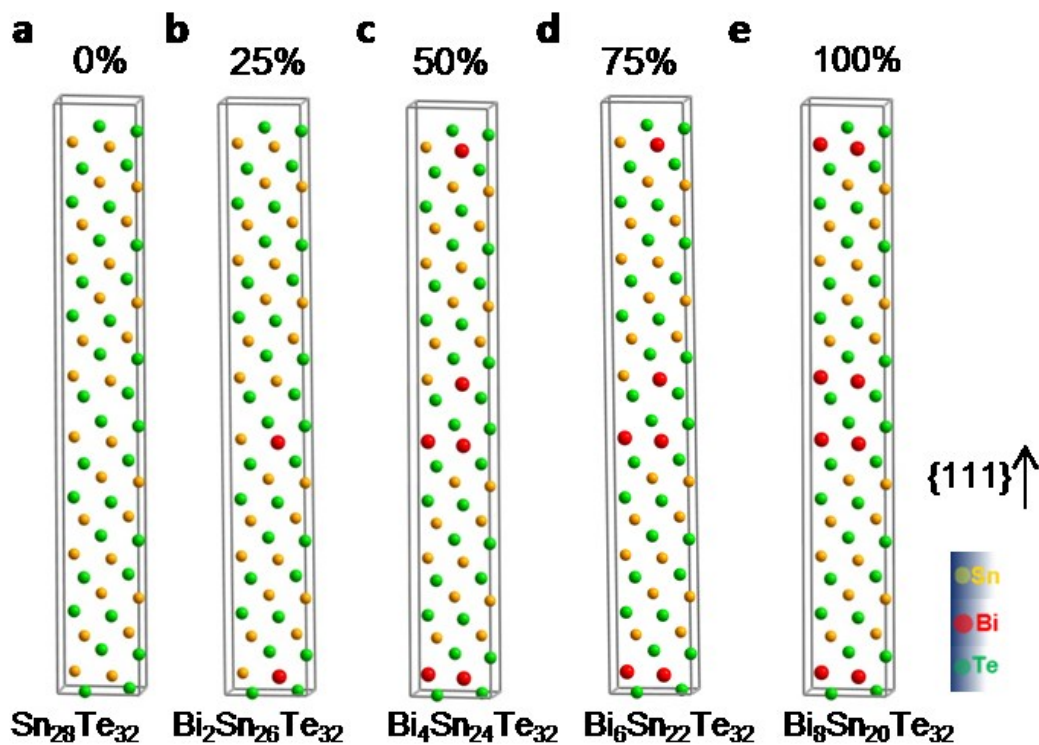 a b c d e
0% 25% 50% 75% 100%
{111}
Sn
Bi
Te
Sn₂₈Te₃₂ Bi₂Sn₂₆Te₃₂ Bi₄Sn₂₄Te₃₂ Bi₆Sn₂₂Te₃₂ Bi₈Sn₂₀Te₃₂